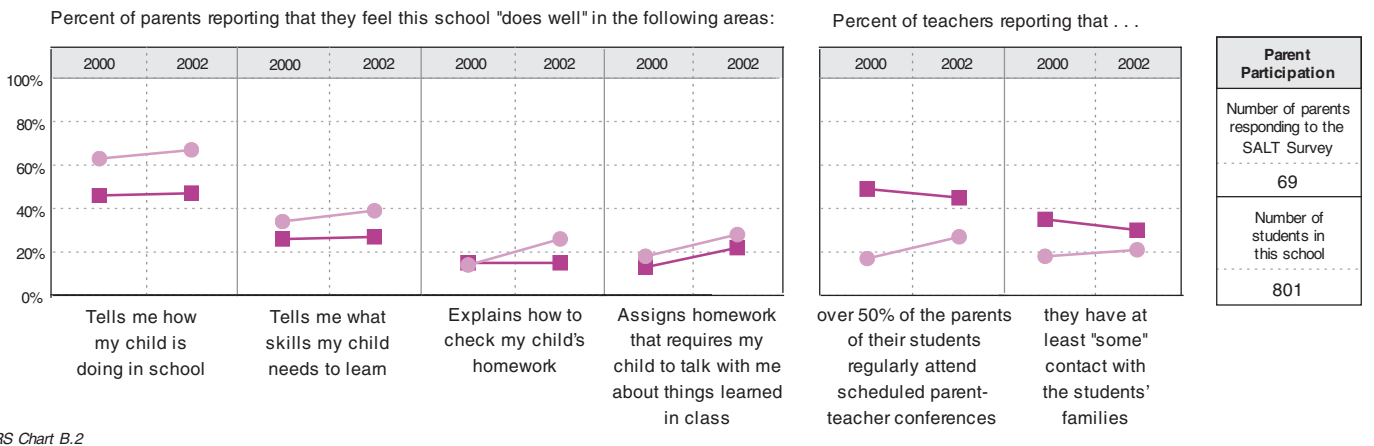 Percent of parents reporting that they feel this school "does well" in the following areas:
2000 2002 2000 2002 2000 2002 2000 2002
100%
80%
60%
40%
20%
0%
Tells me how
my child is
doing in school
Tells me what
skills my child
needs to learn
Explains how to
check my child's
homework
Assigns homework
that requires my
child to talk with me
about things learned
in class
Percent of teachers reporting that . . .
2000 2002 2000 2002
over 50% of the parents
of their students
regularly attend
scheduled parent-
teacher conferences
they have at
least "some"
contact with
the students'
families
Parent
Participation
Number of parents
responding to the
SALT Survey
69
Number of
students in
this school
801
RS Chart B.2